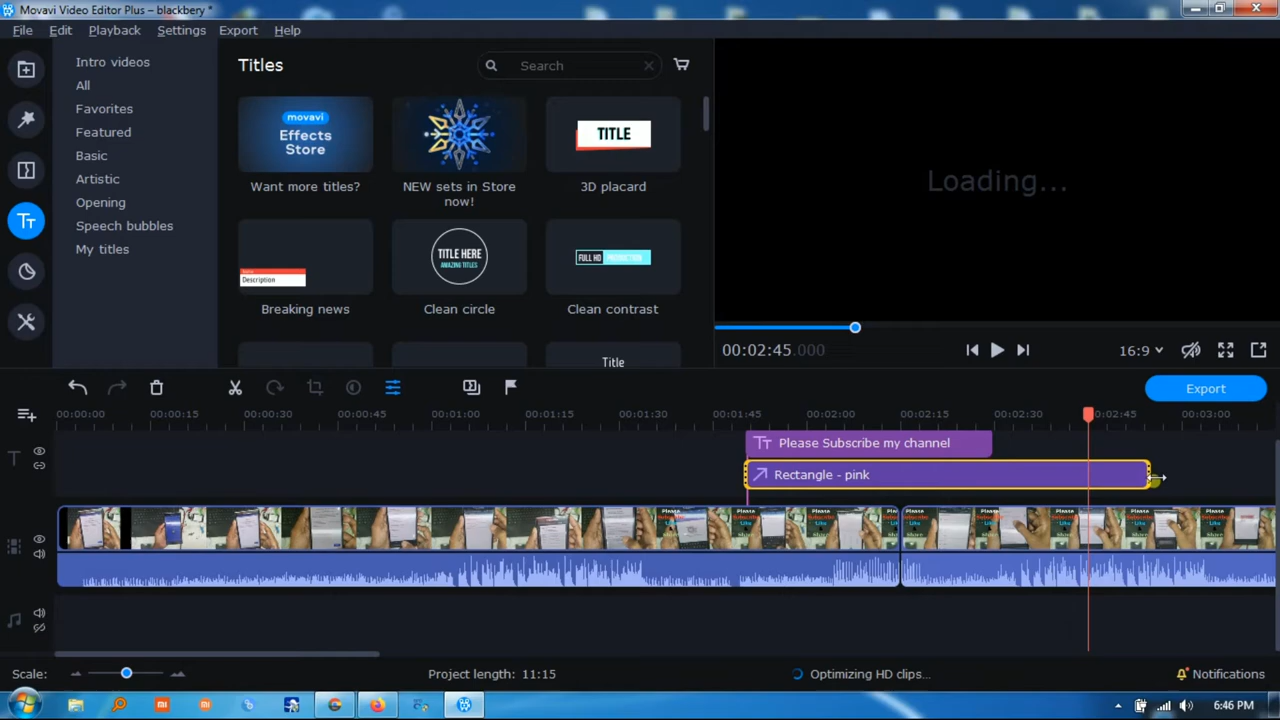 Movavi Video Editor Plus – blackbery *
File Edit Playback Settings Export Help
Intro videos
All
Favorites
Featured
Basic
Artistic
Opening
Speech bubbles
My titles
Titles
Search
movavi
Effects
Store
Want more titles?
NEW sets in Store
now!
TITLE
3D placard
Description
Breaking news
TITLE HERE
AMAZING TITLES
Clean circle
FULL HD PRODUCTION
Clean contrast
Title
Loading...
00:02:45.000
16:9
Export
00:00:00 00:00:15 00:00:30 00:00:45 00:01:00 00:01:15 00:01:30 00:01:45 00:02:00 00:02:15 00:02:30 00:02:45 00:03:00
Please Subscribe my channel
Rectangle - pink
Scale:
Project length: 11:15
Optimizing HD clips...
Notifications
6:46 PM